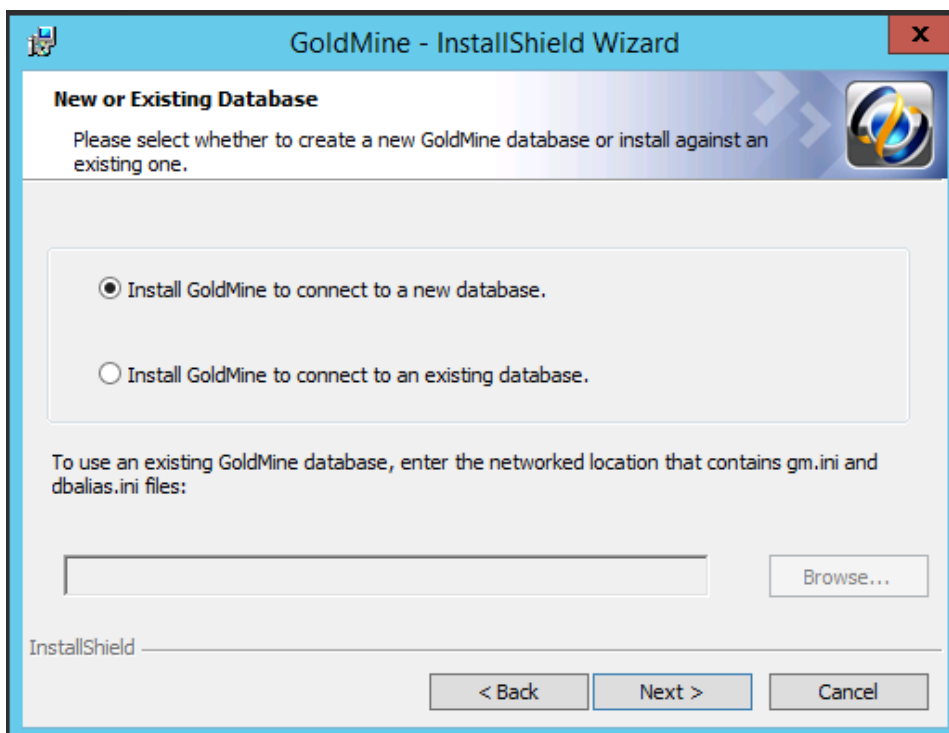 GoldMine - InstallShield Wizard
x
New or Existing Database
Please select whether to create a new GoldMine database or install against an
existing one.
Install GoldMine to connect to a new database.
Install GoldMine to connect to an existing database.
To use an existing GoldMine database, enter the networked location that contains gm.ini and
dbalias.ini files:
Browse...
InstallShield
< Back
Next >
Cancel